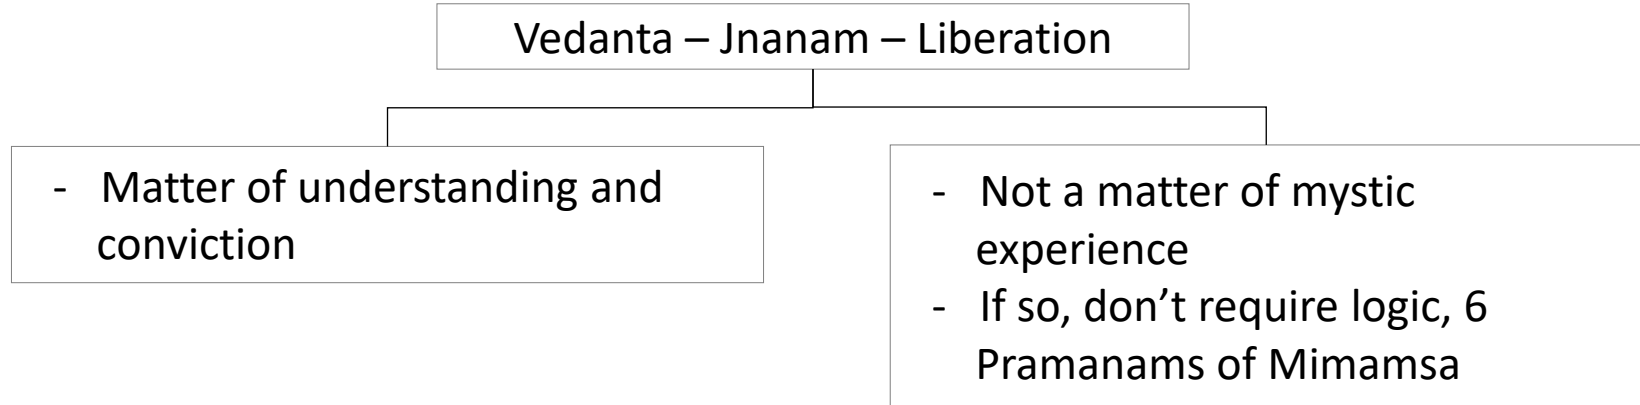 Vedanta – Jnanam – Liberation
- Matter of understanding and
conviction
- Not a matter of mystic
experience
- If so, don’t require logic, 6
Pramanams of Mimamsa